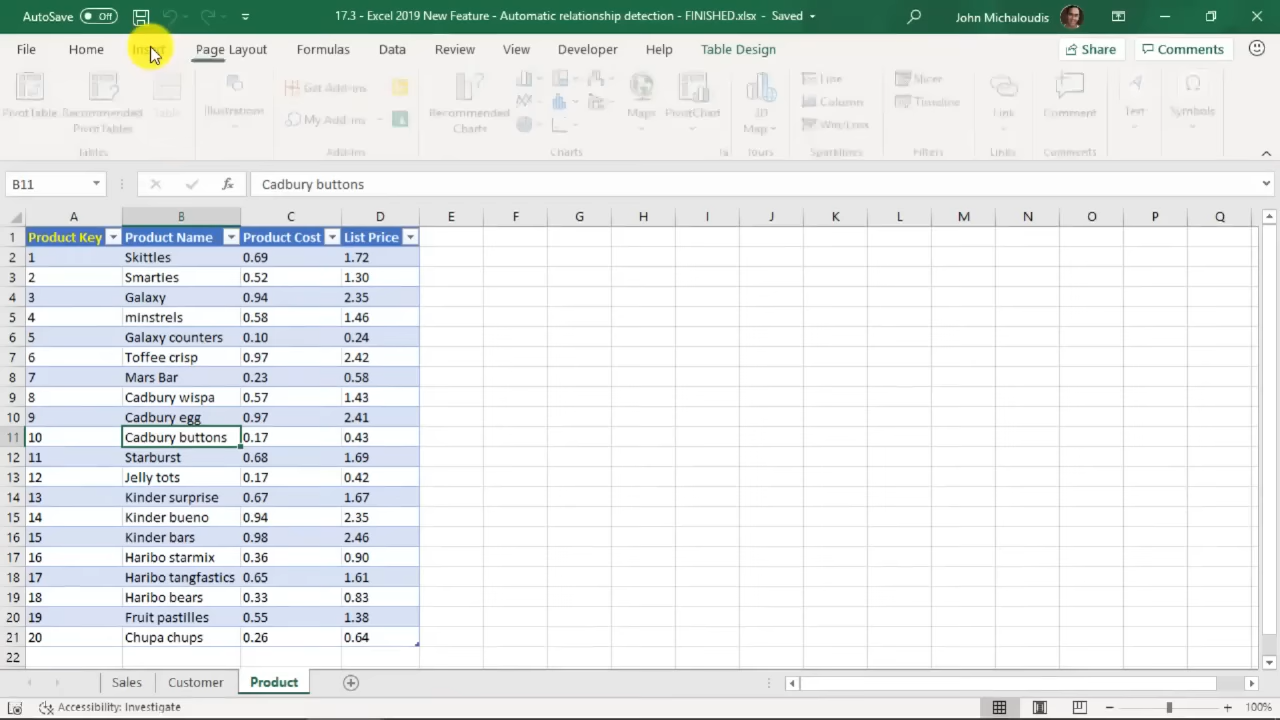 AutoSave Off 17.3 - Excel 2019 New Feature - Automatic relationship detection - FINISHED.xlsx - Saved John Michaloudis
File Home Insert Page Layout Formulas Data Review View Developer Help Table Design Share Comments
Get Add-ins Line Slicer
Illustrations Column Timeline
PivotTable Recommended Table My Add-ins Recommended Maps PivotChart 3D Win/Loss Link Comment Text Symbols
PivotTables Charts Map
Tables Add-ins Charts Tours Sparklines Filters Links Comments
B11 fx Cadbury buttons
A B C D E F G H I J K L M N O P Q
1 Product Key Product Name Product Cost List Price
2 1 Skittles 0.69 1.72
3 2 Smarties 0.52 1.30
4 3 Galaxy 0.94 2.35
5 4 minstrels 0.58 1.46
6 5 Galaxy counters 0.10 0.24
7 6 Toffee crisp 0.97 2.42
8 7 Mars Bar 0.23 0.58
9 8 Cadbury wispa 0.57 1.43
10 9 Cadbury egg 0.97 2.41
11 10 Cadbury buttons 0.17 0.43
12 11 Starburst 0.68 1.69
13 12 Jelly tots 0.17 0.42
14 13 Kinder surprise 0.67 1.67
15 14 Kinder bueno 0.94 2.35
16 15 Kinder bars 0.98 2.46
17 16 Haribo starmix 0.36 0.90
18 17 Haribo tangfastics 0.65 1.61
19 18 Haribo bears 0.33 0.83
20 19 Fruit pastilles 0.55 1.38
21 20 Chupa chups 0.26 0.64
22
Sales Customer Product
Accessibility: Investigate 100%